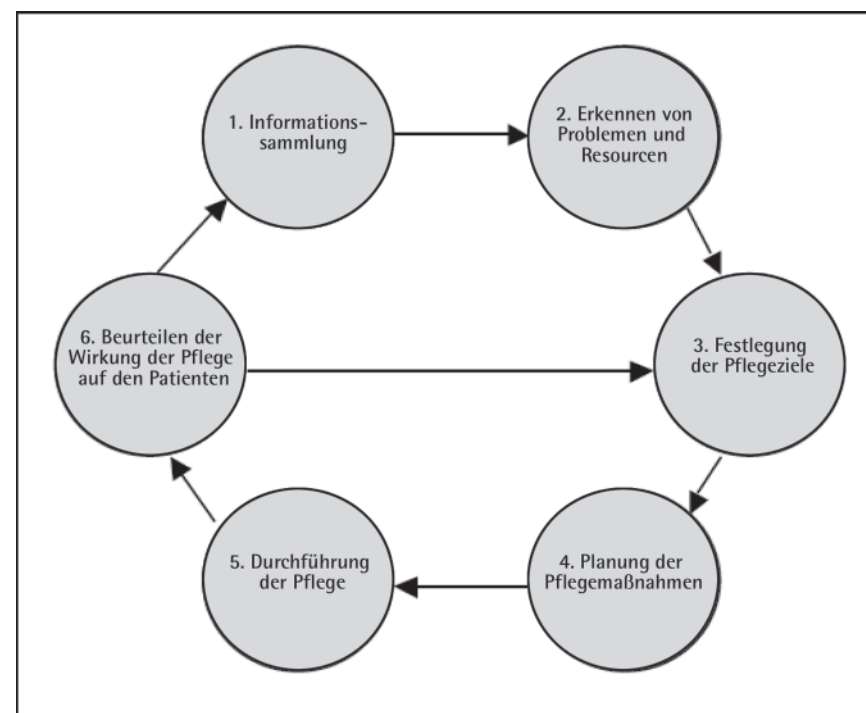 1. Informations-
sammlung
2. Erkennen von
Problemen und
Resourcen
3. Festlegung
der Pflegeziele
4. Planung der
Pflegemaßnahmen
5. Durchführung
der Pflege
6. Beurteilen der
Wirkung der Pflege
auf den Patienten